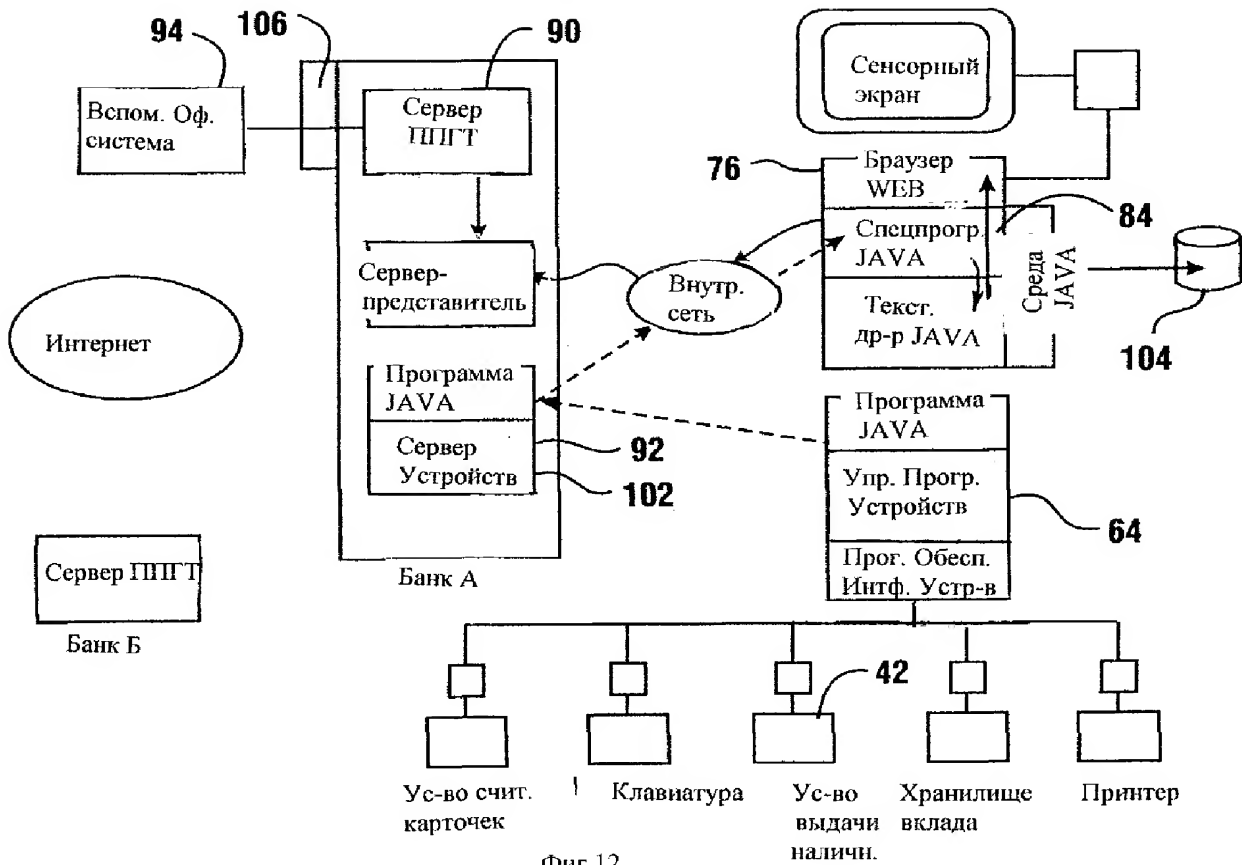 94
106
90
Вспом. Оф.
система
Сервер
ППГТ
Сенсорный
экран
76
Браузер
WEB
84
Спецпрогр.
JAVA
Среда
JAVA
Текст.
др-р JAVA
104
Сервер-
представитель
Внутр.
сеть
Интернет
Программа
JAVA
Сервер
Устройств
92
102
Банк А
Программа
JAVA
Упр. Прогр.
Устройств
64
Прог. Обесп.
Интф. Устр-в
Сервер ППГТ
Банк Б
42
Ус-во счит.
карточек
Клавиатура
Ус-во
выдачи
наличн.
Хранилище
вклада
Принтер
Фиг.12